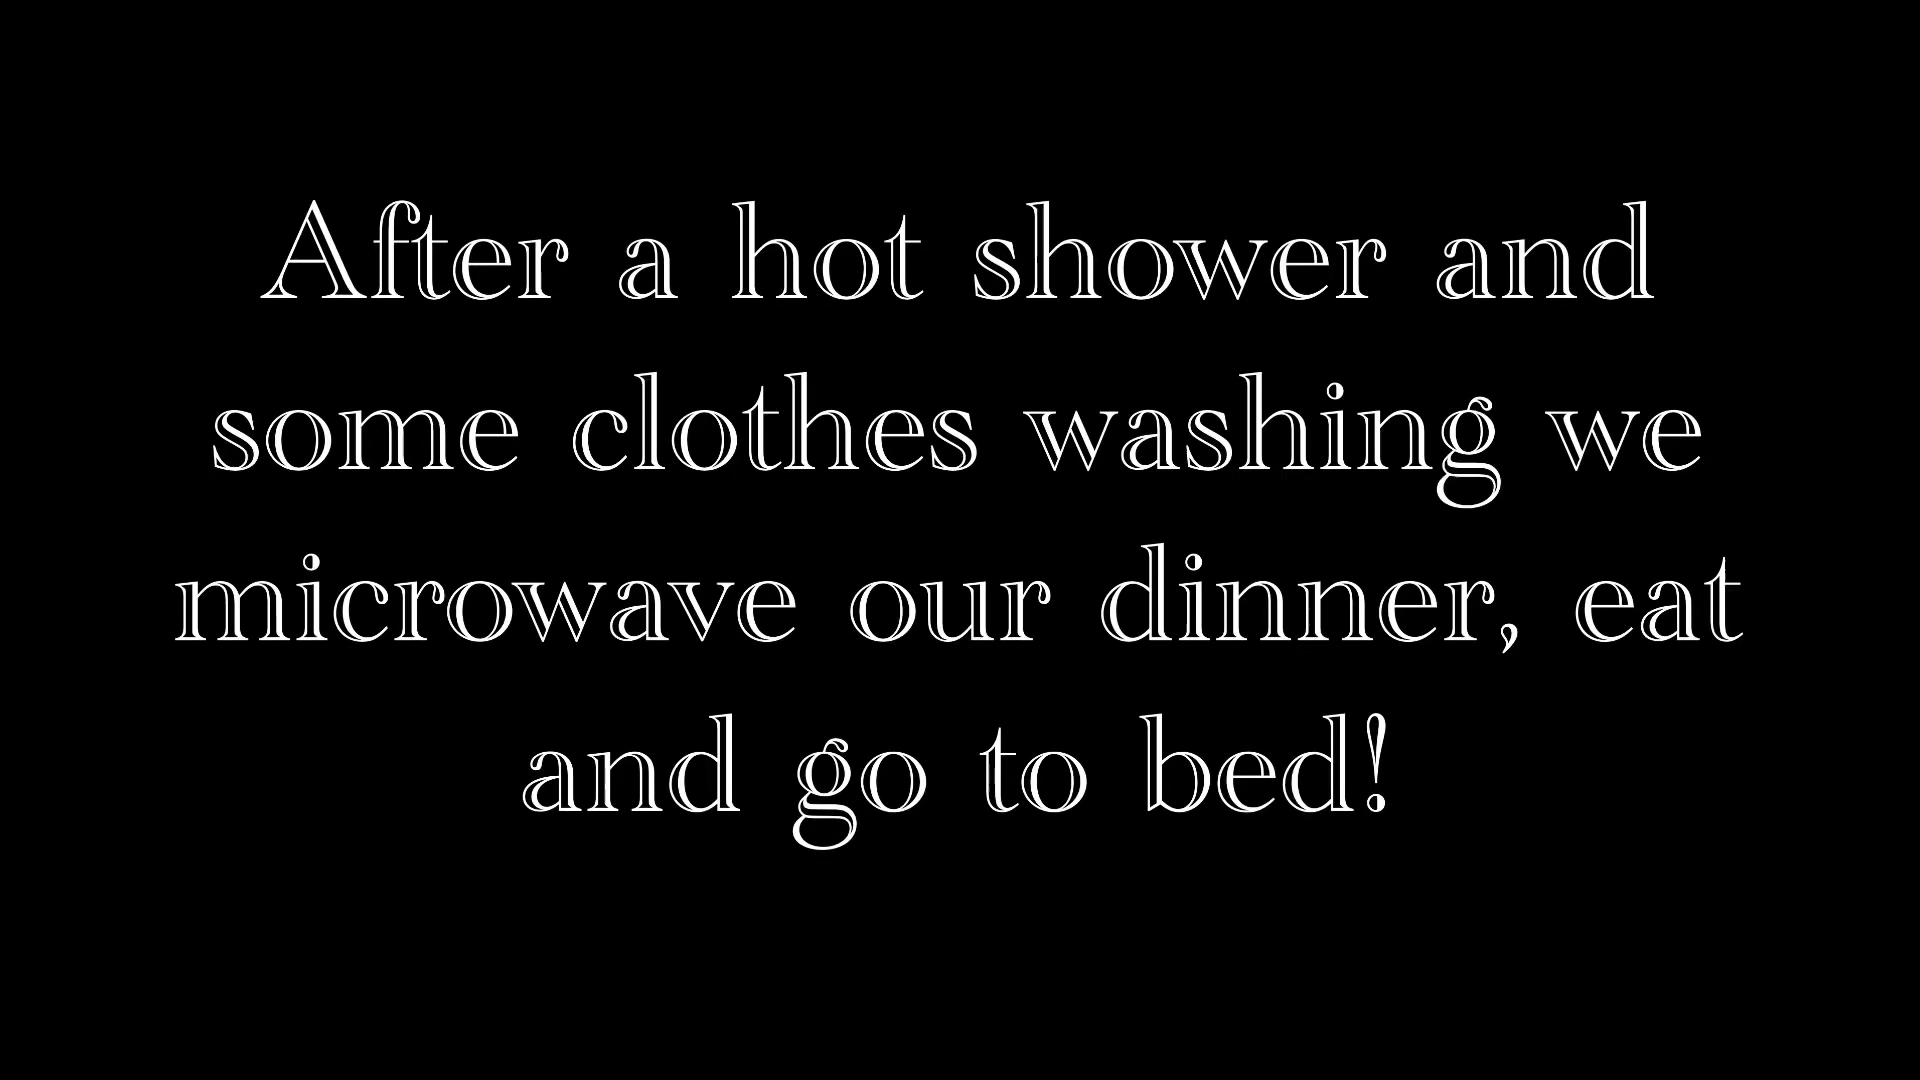 After a hot shower and
some clothes washing we
microwave our dinner, eat
and go to bed!